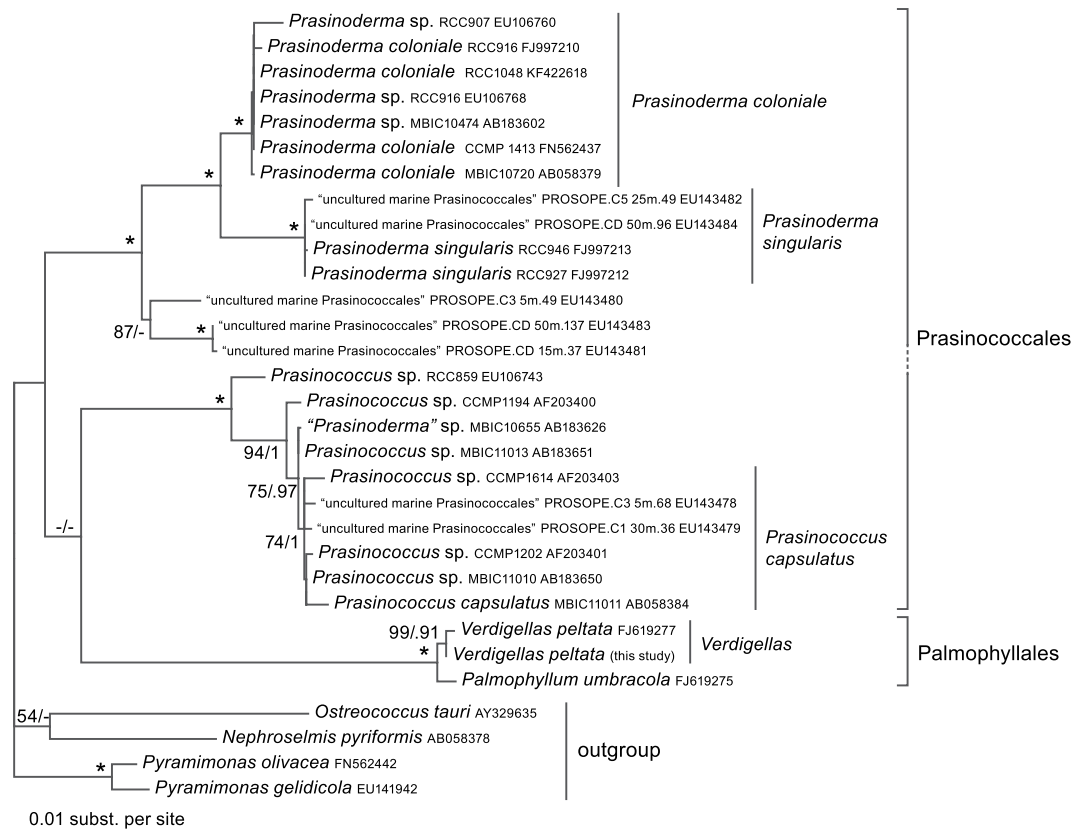 Prasinoderma sp. RCC907 EU106760
Prasinoderma coloniale RCC916 FJ997210
Prasinoderma coloniale RCC1048 KF422618
Prasinoderma sp. RCC916 EU106768
Prasinoderma coloniale
*
Prasinoderma sp. MBIC10474 AB183602
Prasinoderma coloniale CCMP 1413 FN562437
*
Prasinoderma coloniale MBIC10720 AB058379
“uncultured marine Prasinococcales” PROSOPE.C5 25m.49 EU143482
*
“uncultured marine Prasinococcales” PROSOPE.CD 50m.96 EU143484
Prasinoderma
singularis
*
Prasinoderma singularis RCC946 FJ997213
Prasinoderma singularis RCC927 FJ997212
“uncultured marine Prasinococcales” PROSOPE.C3 5m.49 EU143480
87/-
*
“uncultured marine Prasinococcales” PROSOPE.CD 50m.137 EU143483
Prasinococcales
“uncultured marine Prasinococcales” PROSOPE.CD 15m.37 EU143481
Prasinococcus sp. RCC859 EU106743
*
Prasinococcus sp. CCMP1194 AF203400
“Prasinoderma” sp. MBIC10655 AB183626
94/1
Prasinococcus sp. MBIC11013 AB183651
Prasinococcus sp. CCMP1614 AF203403
75/.97
“uncultured marine Prasinococcales” PROSOPE.C3 5m.68 EU143478
-/-
“uncultured marine Prasinococcales” PROSOPE.C1 30m.36 EU143479
74/1
Prasinococcus
capsulatus
Prasinococcus sp. CCMP1202 AF203401
Prasinococcus sp. MBIC11010 AB183650
Prasinococcus capsulatus MBIC11011 AB058384
99/.91
Verdigellas peltata FJ619277
Verdigellas
*
Verdigellas peltata (this study)
Palmophyllales
Palmophyllum umbracola FJ619275
54/-
Ostreococcus tauri AY329635
Nephroselmis pyriformis AB058378
outgroup
*
Pyramimonas olivacea FN562442
Pyramimonas gelidicola EU141942
0.01 subst. per site